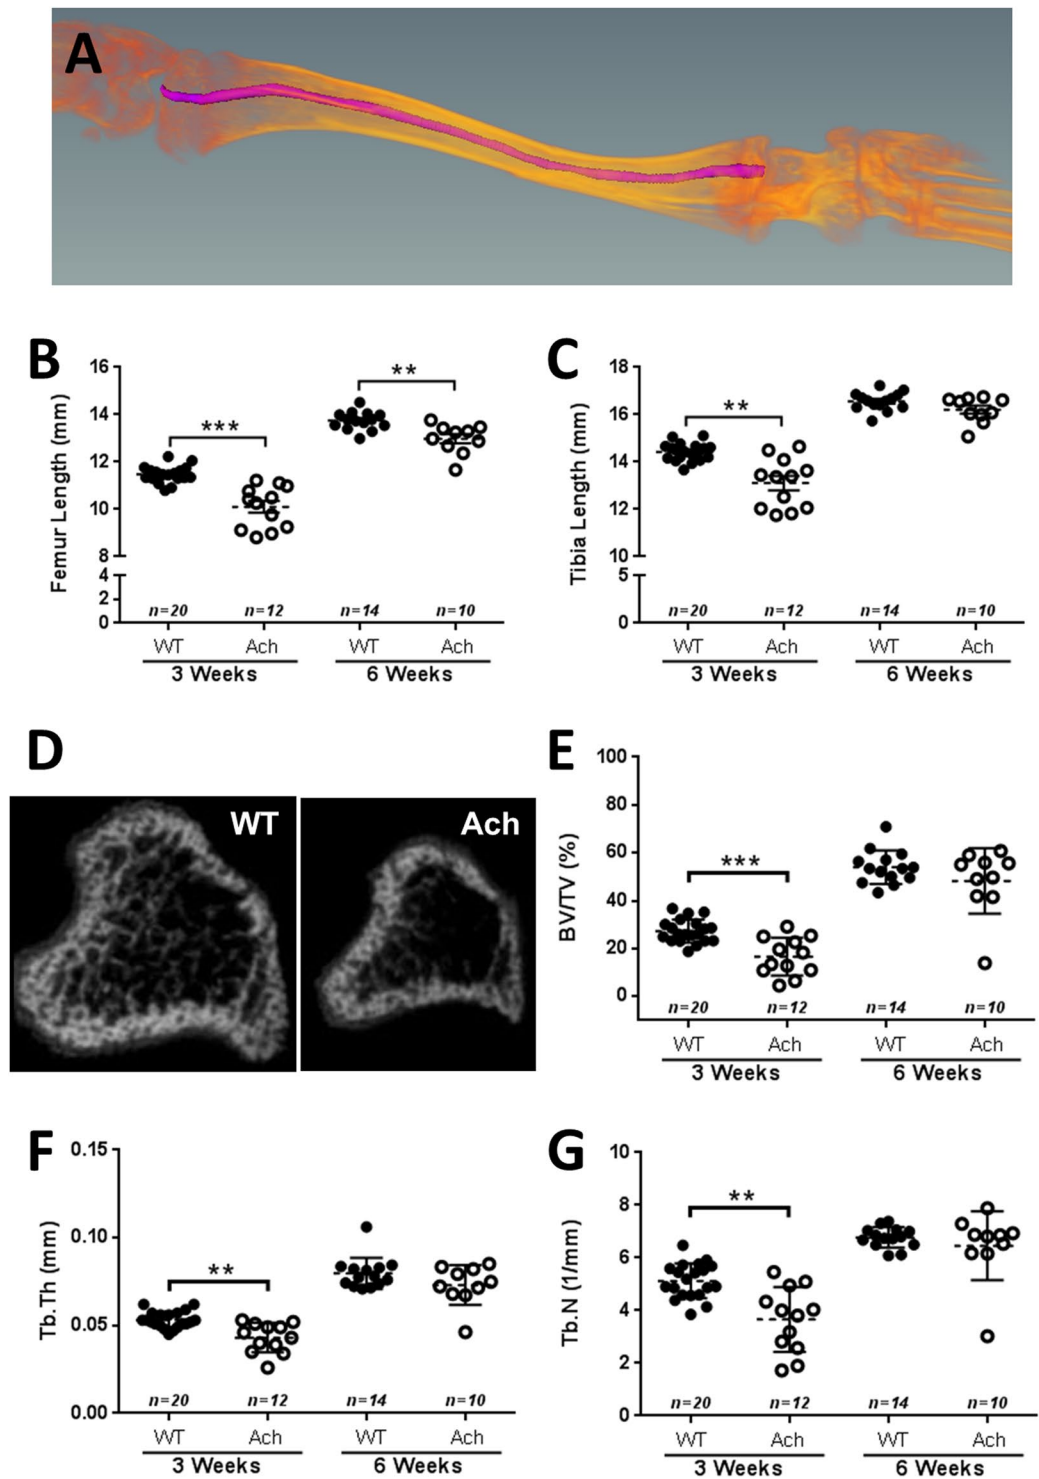 A
B
Femur Length (mm)
16
14
12
10
8
4
2
0
***
**
n=20
n=12
n=14
n=10
WT
Ach
WT
Ach
3 Weeks
6 Weeks
C
Tibia Length (mm)
18
16
14
12
10
5
0
**
n=20
n=12
n=14
n=10
WT
Ach
WT
Ach
3 Weeks
6 Weeks
D
WT
Ach
E
BV/TV (%)
100
80
60
40
20
0
***
n=20
n=12
n=14
n=10
WT
Ach
WT
Ach
3 Weeks
6 Weeks
F
Tb.Th (mm)
0.15
0.10
0.05
0.00
**
n=20
n=12
n=14
n=10
WT
Ach
WT
Ach
3 Weeks
6 Weeks
G
Tb.N (1/mm)
10
8
6
4
2
0
**
n=20
n=12
n=14
n=10
WT
Ach
WT
Ach
3 Weeks
6 Weeks